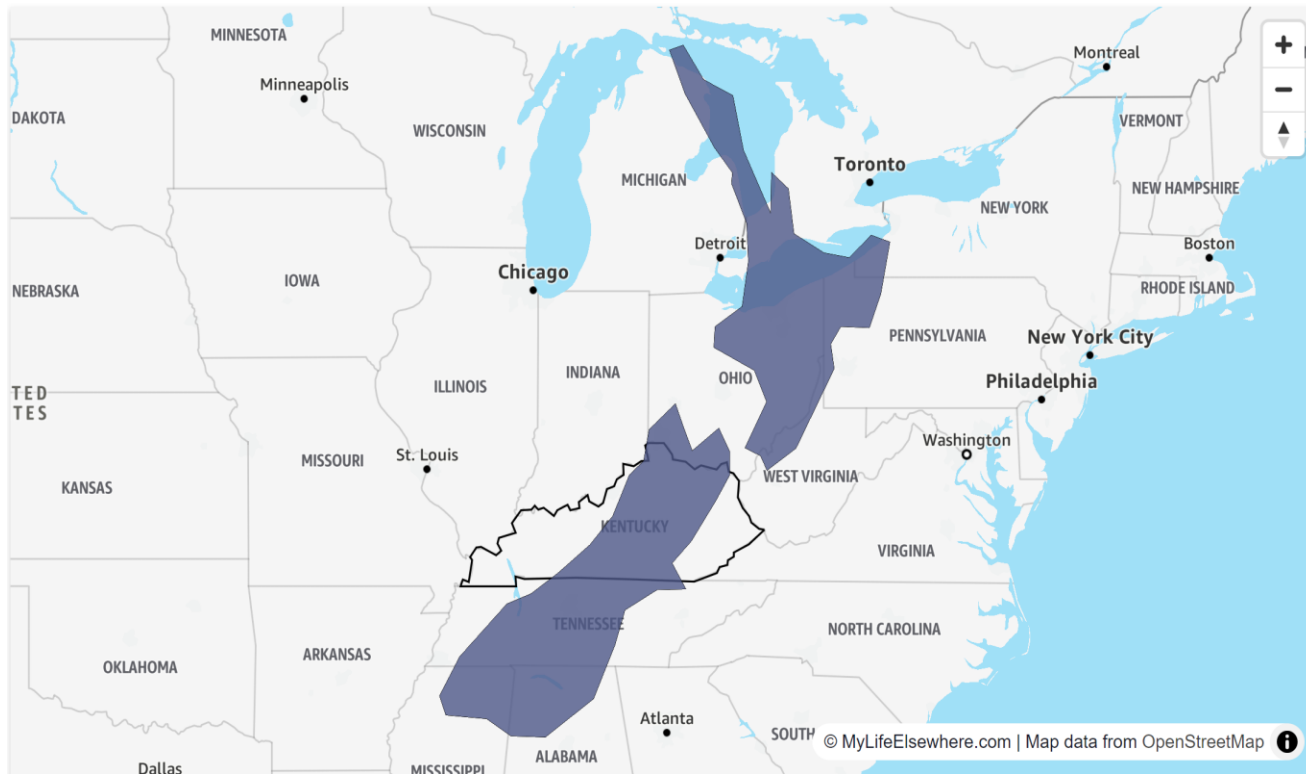 MINNESOTA
Montreal
Minneapolis
DAKOTA
VERMONT
WISCONSIN
Toronto
MICHIGAN
NEW HAMPSHIRE
NEW YORK
Detroit
Boston
Chicago
IOWA
RHODE ISLAND
NEBRASKA
PENNSYLVANIA
New York City
INDIANA
OHIO
Philadelphia
ILLINOIS
TED
TES
Washington
St. Louis
MISSOURI
WEST VIRGINIA
KANSAS
KENTUCKY
VIRGINIA
TENNESSEE
NORTH CAROLINA
ARKANSAS
OKLAHOMA
Atlanta
SOUTH
© MyLifeElsewhere.com | Map data from OpenStreetMap
ALABAMA
Dallas
MISSISSIPPI